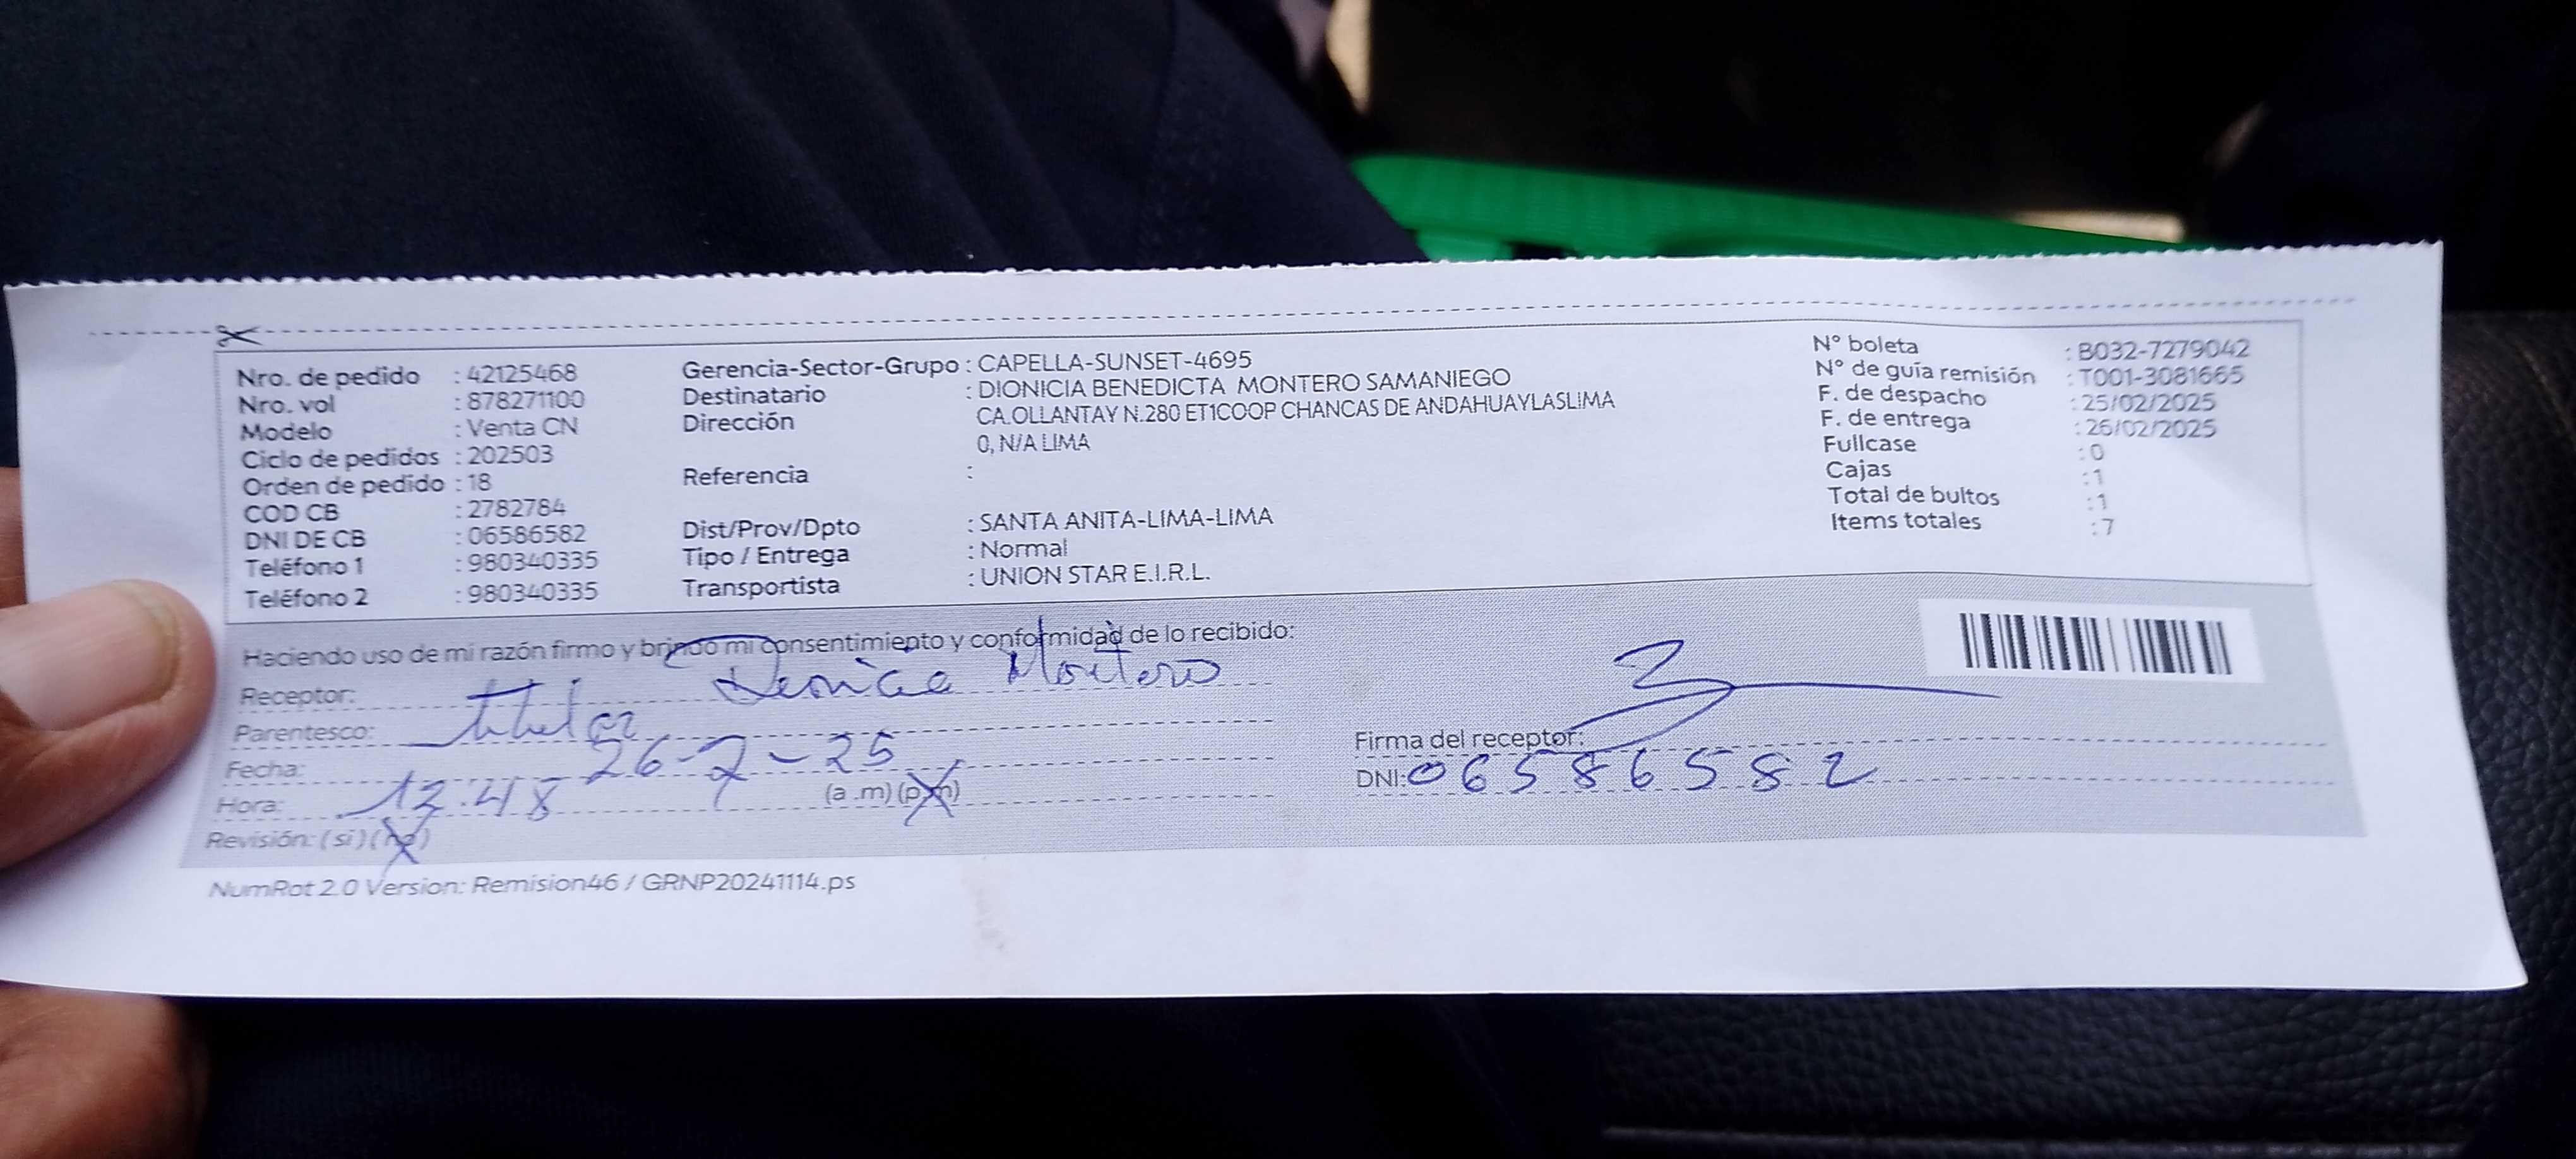 Nro. de pedido : 42125468
Nro. vol : 878271100
Modelo : Venta CN
Ciclo de pedidos : 202503
Orden de pedido : 18
COD CB : 2782784
DNI DE CB : 06586582
Teléfono 1 : 980340335
Teléfono 2 : 980340335
Gerencia-Sector-Grupo : CAPELLA-SUNSET-4695
Destinatario : DIONICIA BENEDICTA MONTERO SAMANIEGO
Dirección CA.OLLANTAY N.280 ET1COOP CHANCAS DE ANDAHUAYLASLIMA
0, N/A LIMA
Referencia :
Dist/Prov/Dpto : SANTA ANITA-LIMA-LIMA
Tipo / Entrega : Normal
Transportista : UNION STAR E.I.R.L.
N° boleta : B032-7279042
N° de guía remisión : T001-3081665
F. de despacho : 25/02/2025
F. de entrega : 26/02/2025
Fullcase : 0
Cajas : 1
Total de bultos : 1
Items totales : 7
Haciendo uso de mi razón firmo y brindo mi consentimiento y conformidad de lo recibido:
Receptor: Montero
Parentesco: titular
Fecha: 26-2-25
Hora: 12:48 (a .m) (p.m)
Revisión: (si) (no)
Firma del receptor:
DNI: 06586582
NumRot 2.0 Version: Remision46 / GRNP20241114.ps